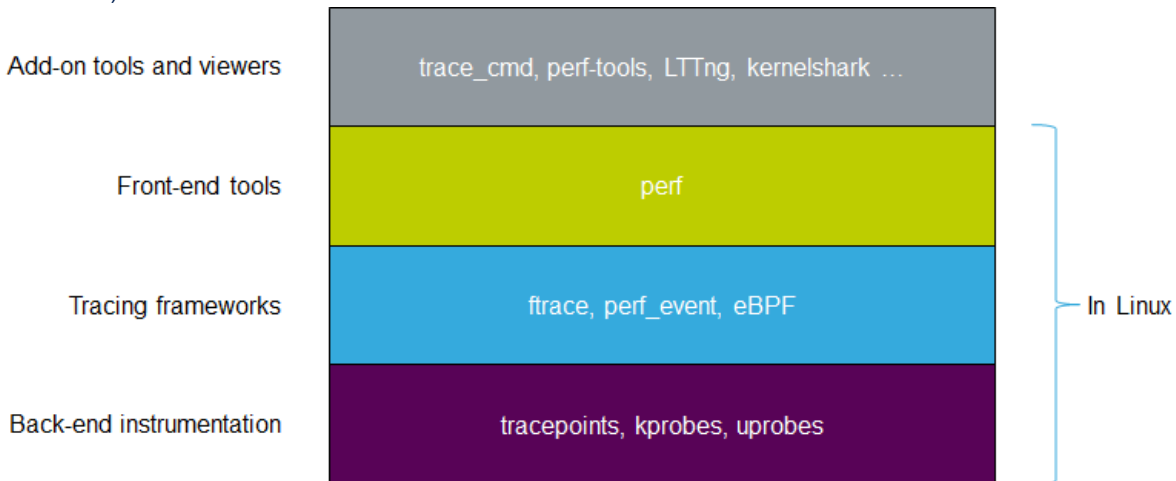 Add-on tools and viewers
trace_cmd, perf-tools, LTTng, kernelshark ...
Front-end tools
perf
Tracing frameworks
ftrace, perf_event, eBPF
In Linux
Back-end instrumentation
tracepoints, kprobes, uprobes